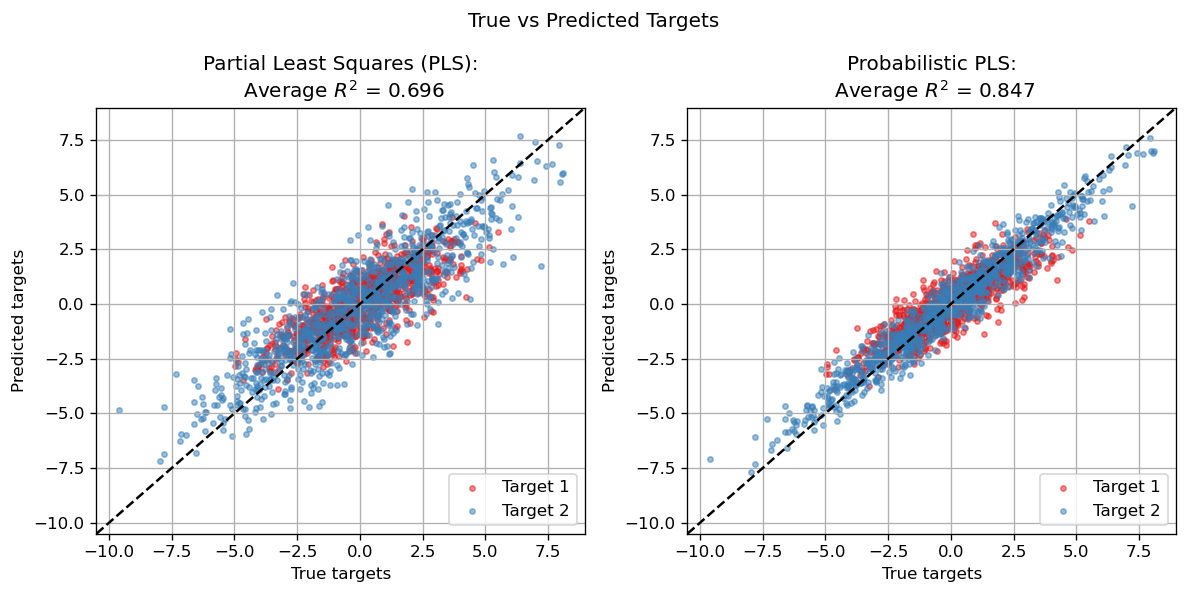 True vs Predicted Targets
Partial Least Squares (PLS):
Average R² = 0.696
7.5
5.0
2.5
0.0
−2.5
−5.0
−7.5
−10.0
Predicted targets
Target 1
Target 2
−10.0 −7.5 −5.0 −2.5 0.0 2.5 5.0 7.5
True targets
Probabilistic PLS:
Average R² = 0.847
7.5
5.0
2.5
0.0
−2.5
−5.0
−7.5
−10.0
Predicted targets
Target 1
Target 2
−10.0 −7.5 −5.0 −2.5 0.0 2.5 5.0 7.5
True targets